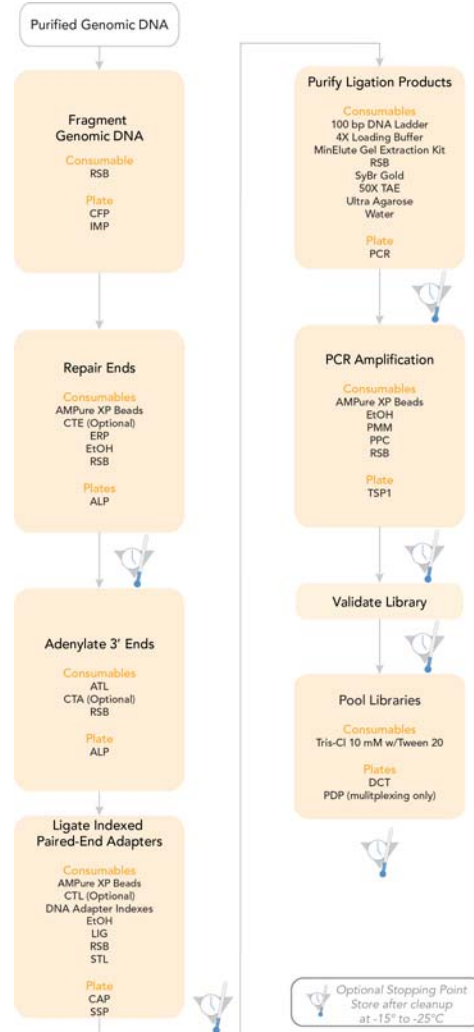 Purified Genomic DNA
Fragment
Genomic DNA
Consumable
RSB
Plate
CFP
IMP
Repair Ends
Consumables
AMPure XP Beads
CTE (Optional)
ERP
EtOH
RSB
Plates
ALP
Adenylate 3' Ends
Consumables
ATL
CTA (Optional)
RSB
Plate
ALP
Ligate Indexed
Paired-End Adapters
Consumables
AMPure XP Beads
CTL (Optional)
DNA Adapter Indexes
EtOH
LIG
RSB
STL
Plate
CAP
SSP
Purify Ligation Products
Consumables
100 bp DNA Ladder
4X Loading Buffer
MinElute Gel Extraction Kit
RSB
SyBr Gold
50X TAE
Ultra Agarose
Water
Plate
PCR
PCR Amplification
Consumables
AMPure XP Beads
EtOH
PMM
PPC
RSB
Plate
TSP1
Validate Library
Pool Libraries
Consumables
Tris-Cl 10 mM w/Tween 20
Plates
DCT
PDP (mulitplexing only)
Optional Stopping Point
Store after cleanup
at -15° to -25°C